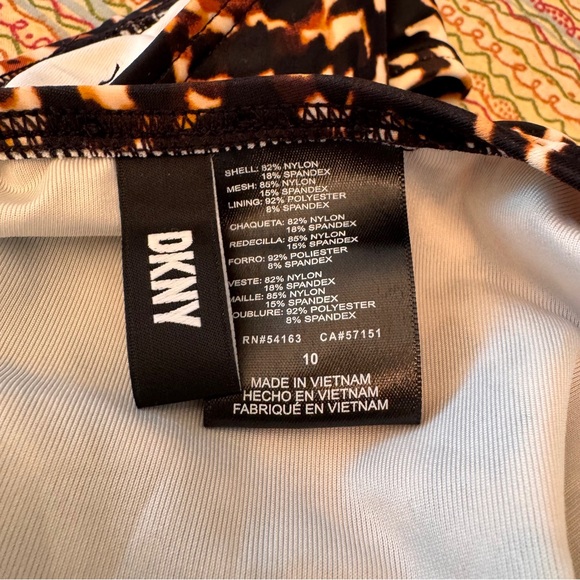 DKNY
SHELL: 82% NYLON
18% SPANDEX
MESH: 85% NYLON
15% SPANDEX
LINING: 92% POLYESTER
8% SPANDEX
CHAQUETA: 82% NYLON
18% SPANDEX
REDECILLA: 85% NYLON
15% SPANDEX
FORRO: 92% POLIESTER
8% SPANDEX
VESTE: 82% NYLON
18% SPANDEX
MAILLE: 85% NYLON
15% SPANDEX
DOUBLURE: 92% POLYESTER
8% SPANDEX
RN#54163 CA#57151
10
MADE IN VIETNAM
HECHO EN VIETNAM
FABRIQUÉ EN VIETNAM